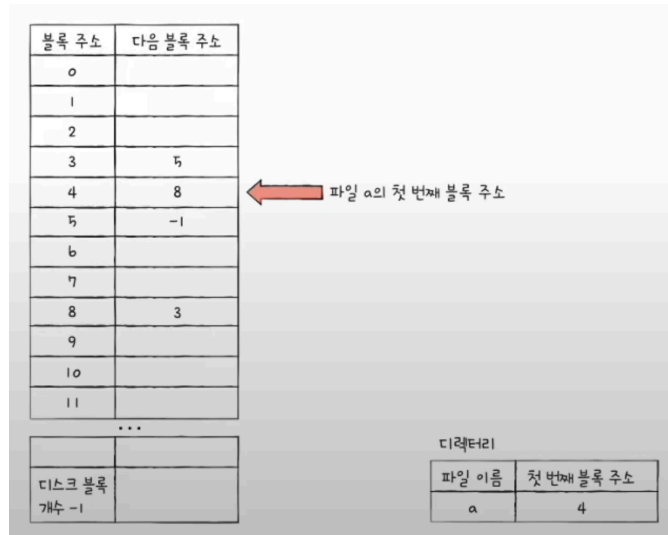 블록 주소 다음 블록 주소
0
1
2
3 5
4 8
파일 a의 첫 번째 블록 주소
5 -1
6
7
8 3
9
10
11
...
디스크 블록
개수 -1
디렉터리
파일 이름 첫 번째 블록 주소
a 4